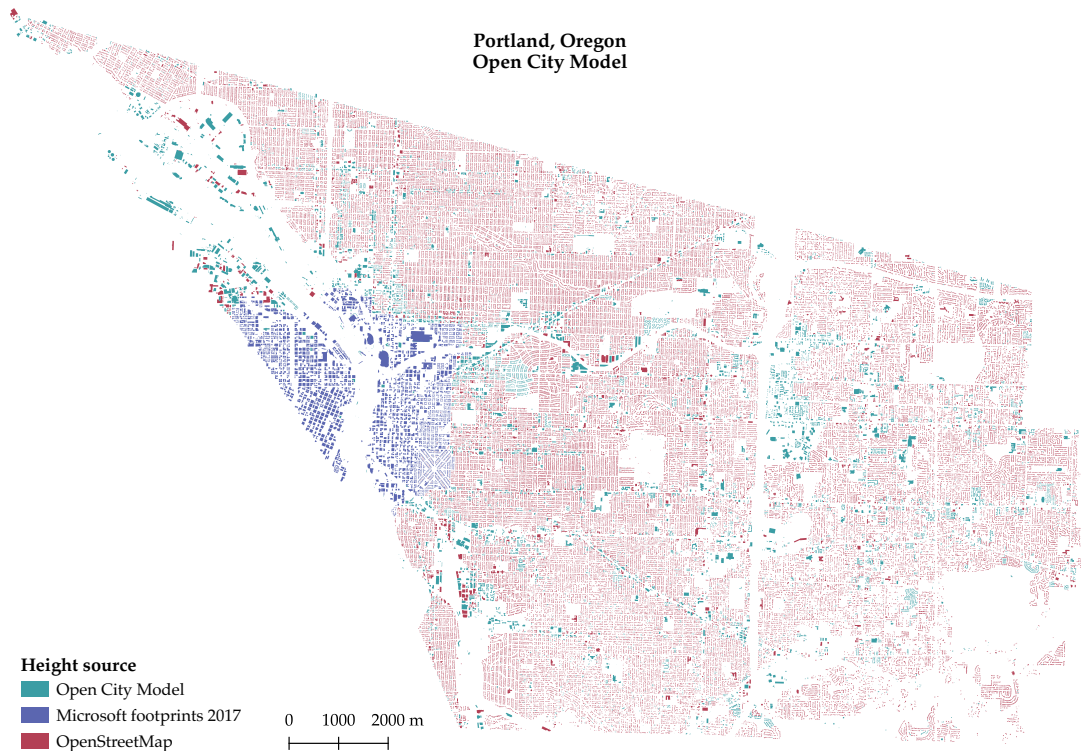 Portland, Oregon
Open City Model
Height source
Open City Model
Microsoft footprints 2017
OpenStreetMap
0 1000 2000 m